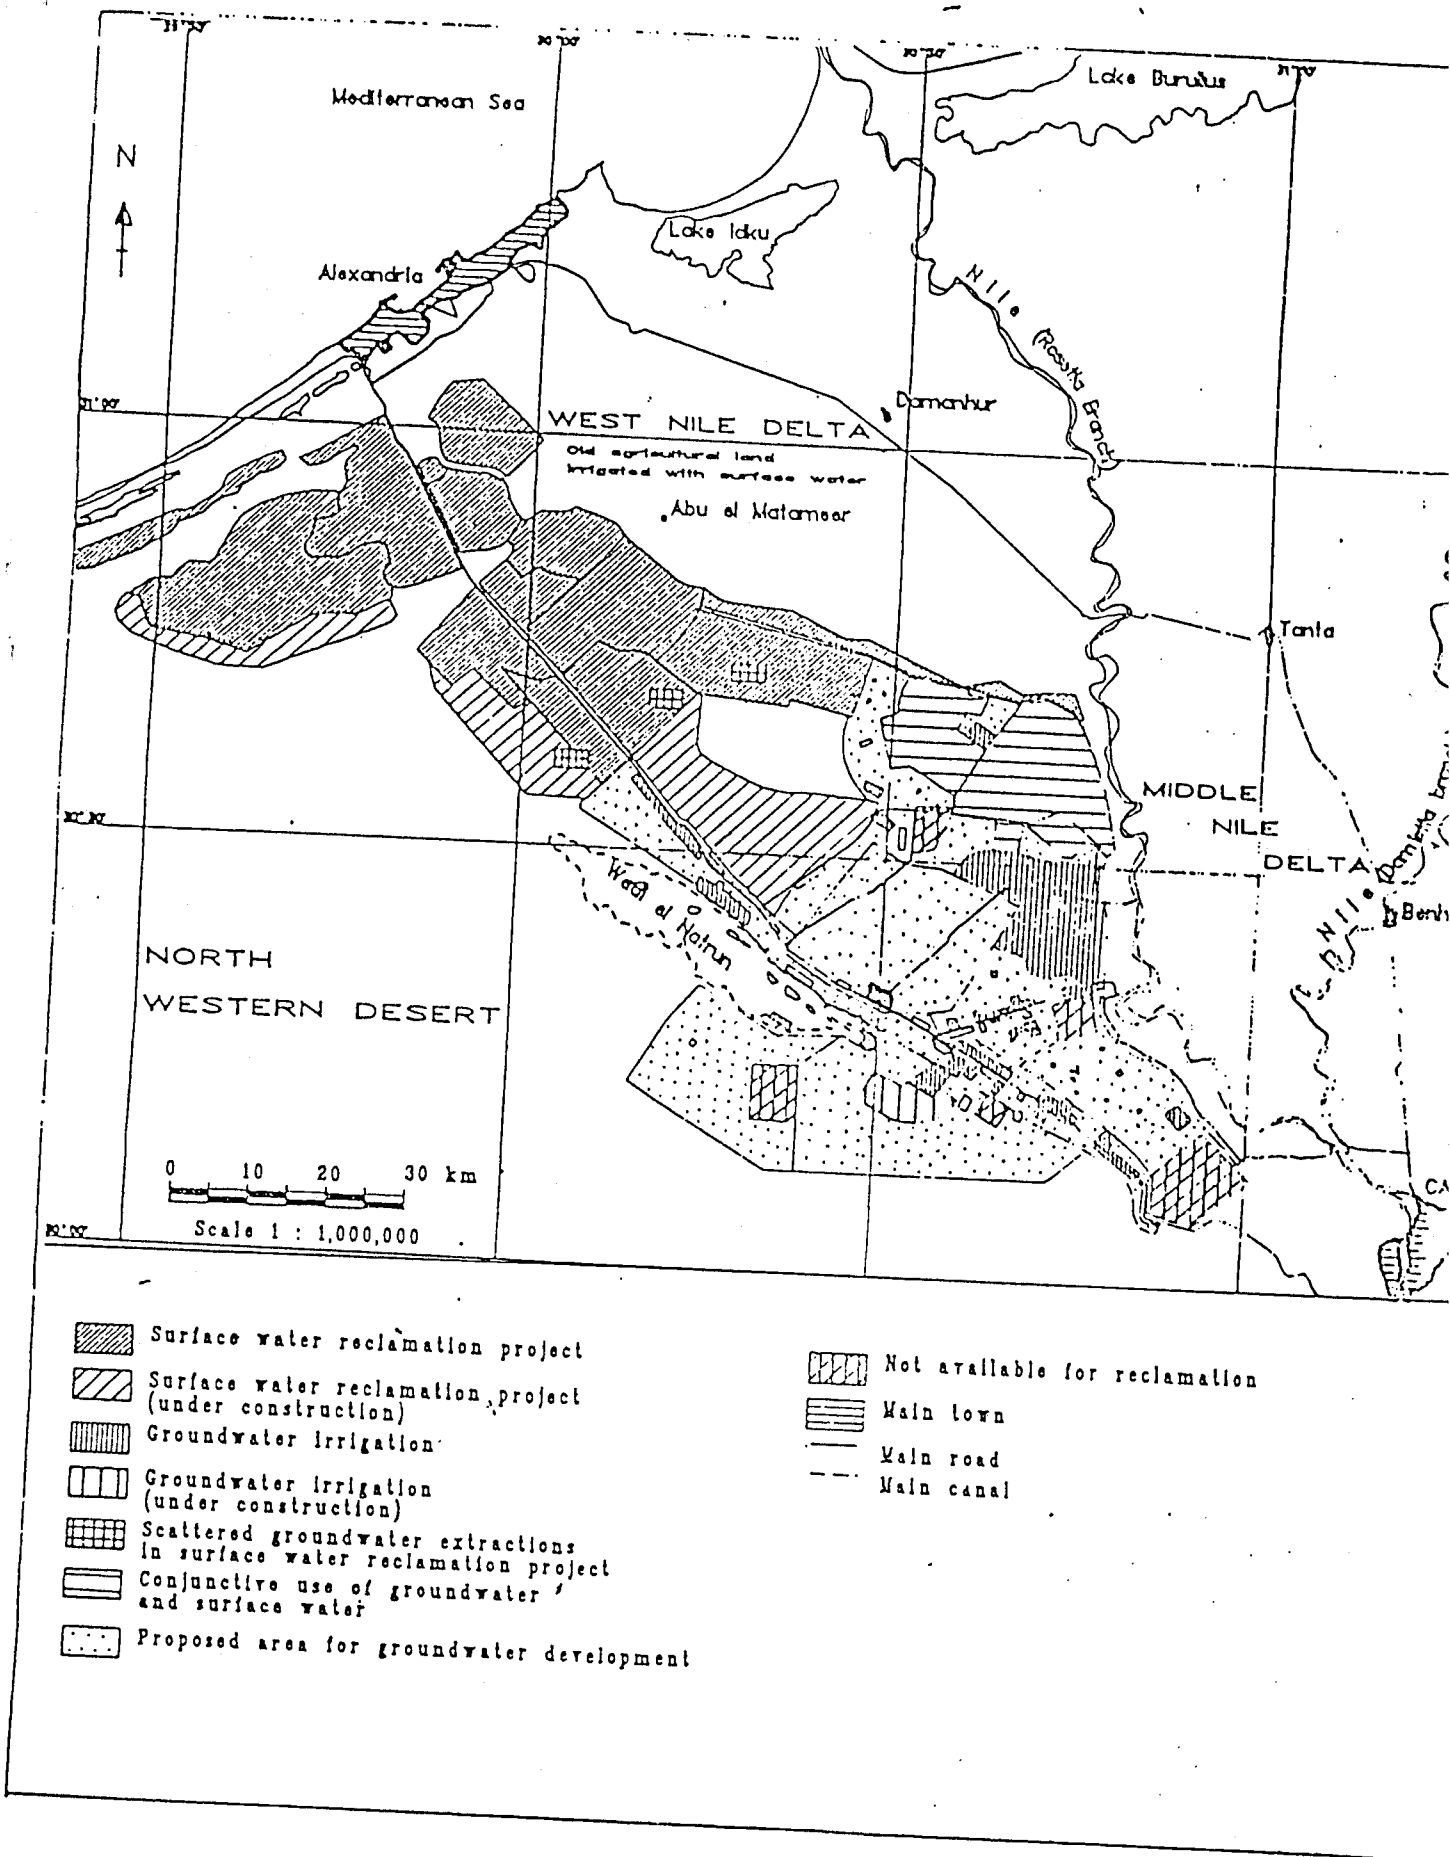 Mediterranean Sea
Lake Burullus
N
Lake Idku
Alexandria
Nile
(Rosetta Branch)
Damanhur
WEST NILE DELTA
Old agricultural land
irrigated with surface water
Abu el Matameer
Tanta
MIDDLE
NILE
DELTA
Damietta
Nile
Benh
Wadi el Natrun
NORTH
WESTERN DESERT
0 10 20 30 km
Scale 1 : 1,000,000
CA
Surface water reclamation project
Surface water reclamation project
(under construction)
Groundwater irrigation
Groundwater irrigation
(under construction)
Scattered groundwater extractions
in surface water reclamation project
Conjunctive use of groundwater
and surface water
Proposed area for groundwater development
Not available for reclamation
Main town
Main road
Main canal